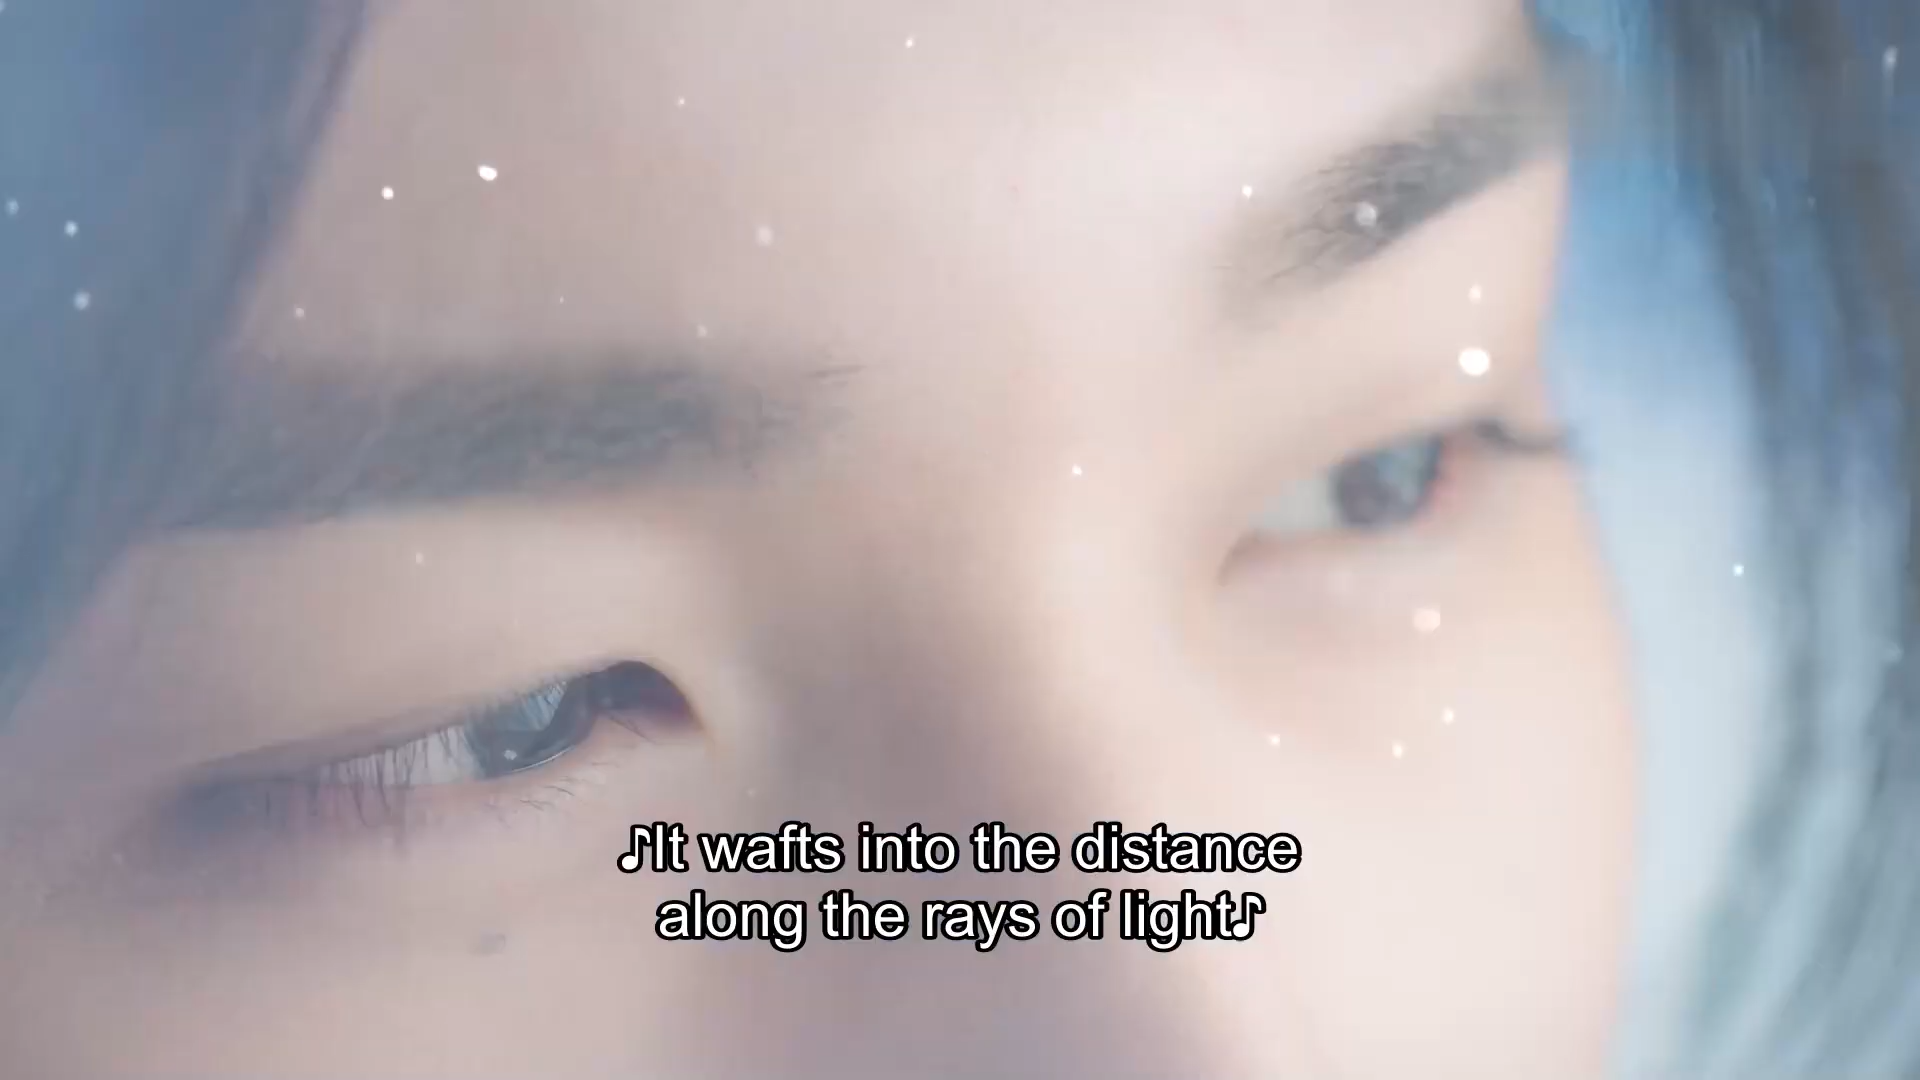 ♪It wafts into the distance
along the rays of light♪